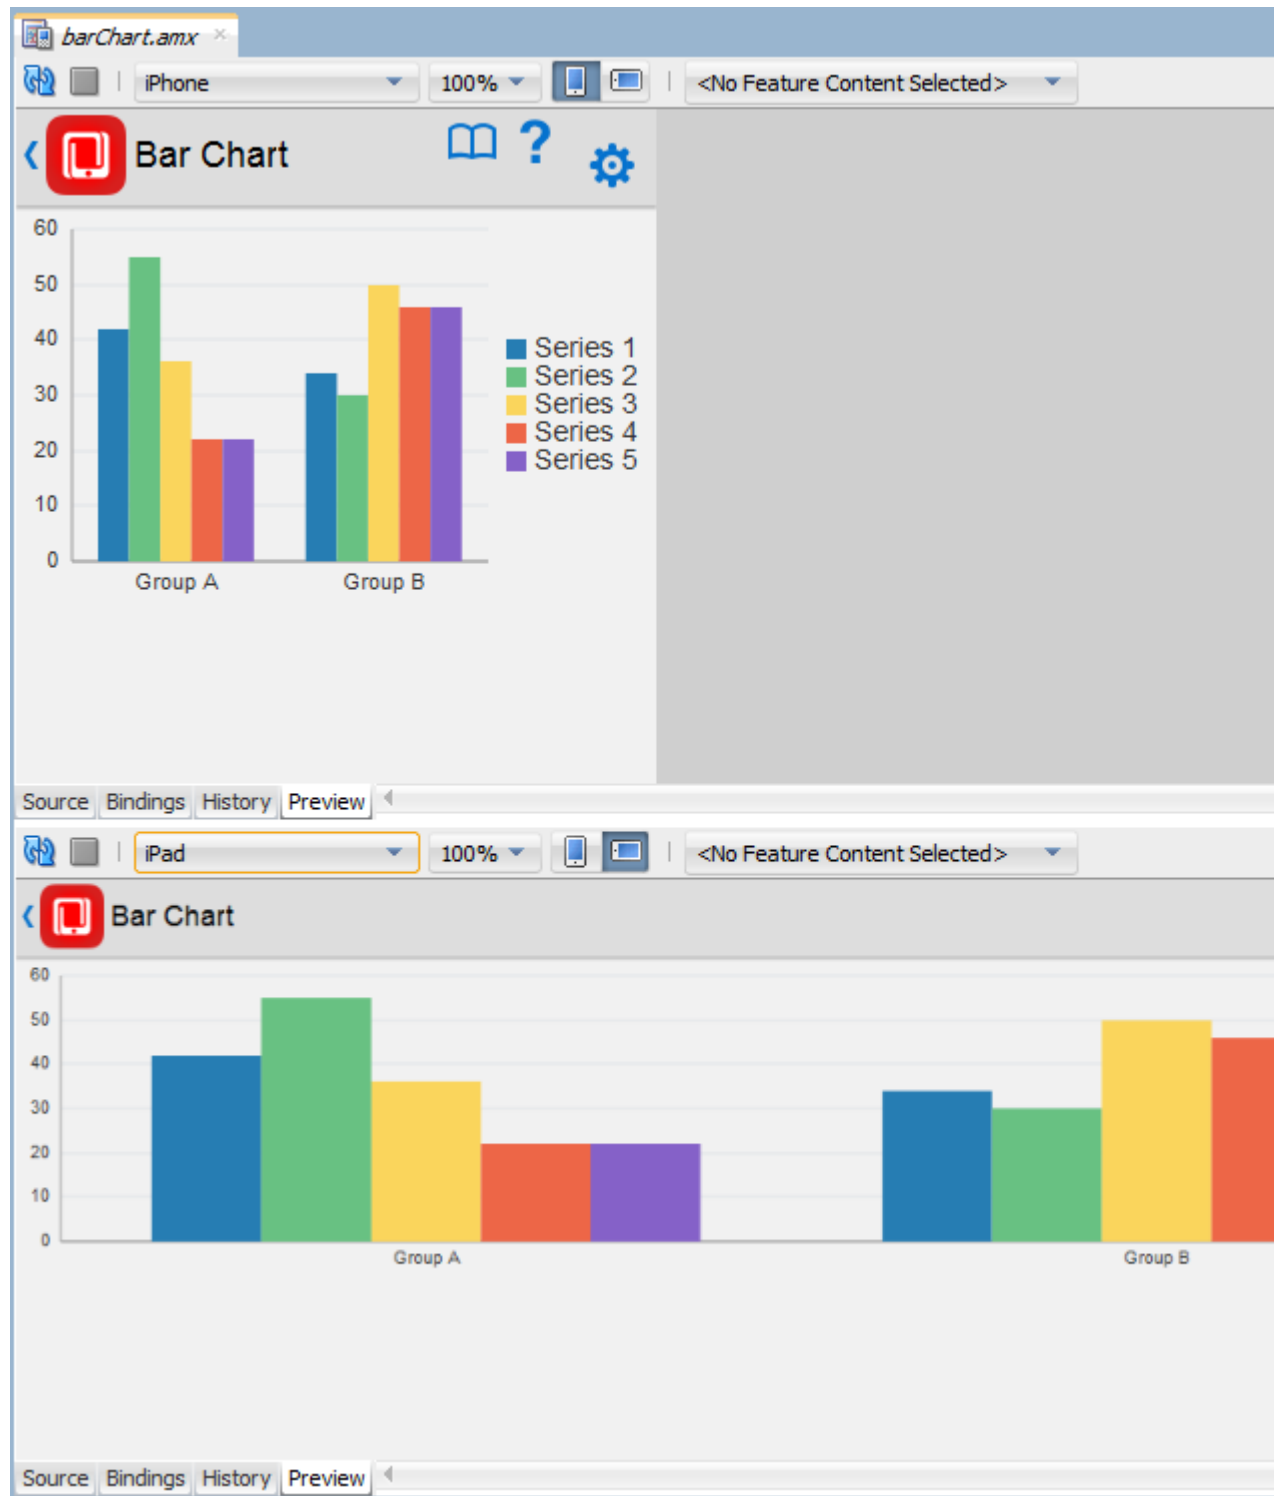 barChart.amx ×
iPhone 100% <No Feature Content Selected>
Bar Chart ?
60
50
40
30
20
10
0
Series 1
Series 2
Series 3
Series 4
Series 5
Group A Group B
Source Bindings History Preview
iPad 100% <No Feature Content Selected>
Bar Chart
60
50
40
30
20
10
0
Group A Group B
Source Bindings History Preview